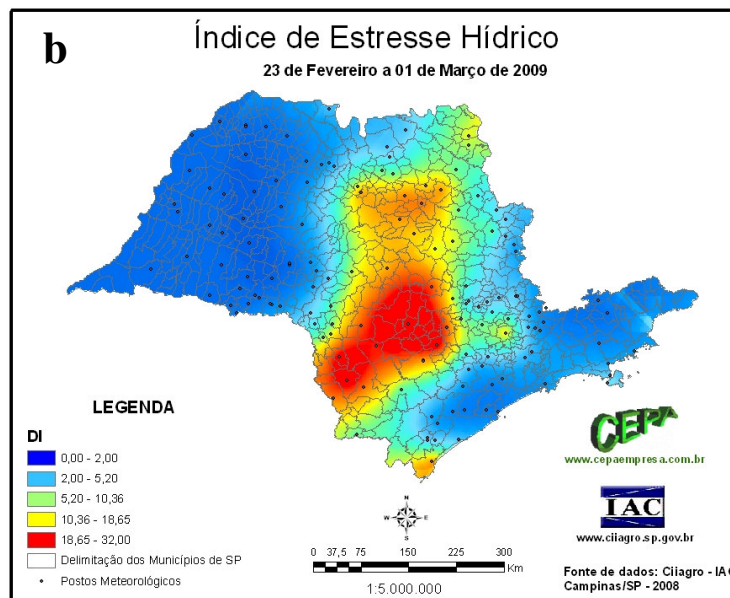 b
Índice de Estresse Hídrico
23 de Fevereiro a 01 de Março de 2009
LEGENDA
DI
0,00 - 2,00
2,00 - 5,20
5,20 - 10,36
10,36 - 18,65
18,65 - 32,00
Delimitação dos Municípios de SP
Postos Meteorológicos
N
W E
S
0 37,5 75 150 225 300
Km
1:5.000.000
CEPA
www.cepaempresa.com.br
IAC
www.ciiagro.sp.gov.br
Fonte de dados: Ciiagro - IAC
Campinas/SP - 2008